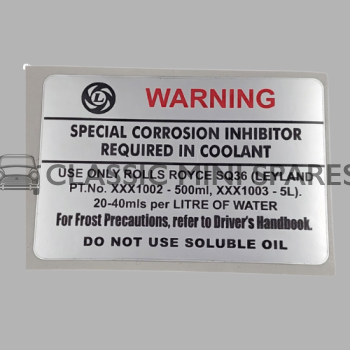 L WARNING
SPECIAL CORROSION INHIBITOR
REQUIRED IN COOLANT
CLASSIC MINI SPARES
USE ONLY ROLLS ROYCE SQ36 (LEYLAND
PT.No. XXX1002 - 500ml, XXX1003 - 5L).
20-40mls per LITRE OF WATER
For Frost Precautions, refer to Driver's Handbook.
DO NOT USE SOLUBLE OIL